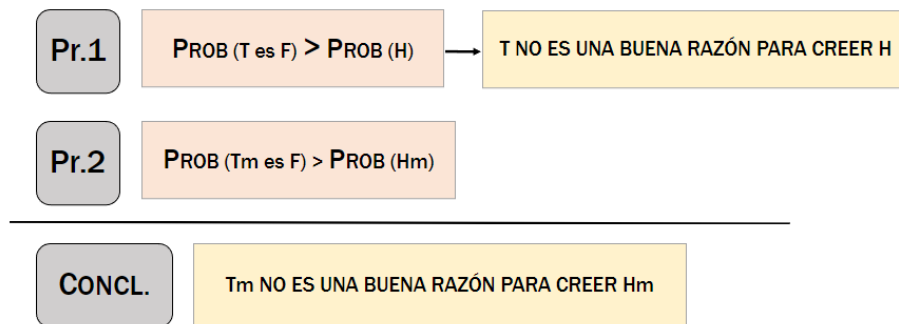 Pr.1
PROB (T es F) > PROB (H)
T NO ES UNA BUENA RAZÓN PARA CREER H
Pr.2
PROB (Tm es F) > PROB (Hm)
CONCL.
Tm NO ES UNA BUENA RAZÓN PARA CREER Hm